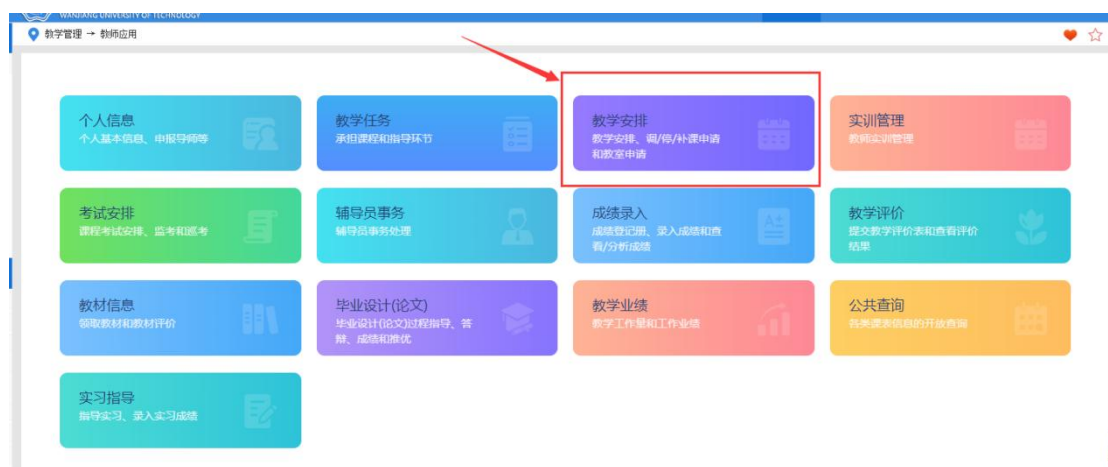 WANJIANG UNIVERSITY OF TECHNOLOGY
教学管理 → 教师应用
个人信息
个人基本信息、申报导师等
教学任务
承担课程和指导环节
教学安排
教学安排、调/停/补课申请
和教室申请
实训管理
教师实训管理
考试安排
课程考试安排、监考和巡考
辅导员事务
辅导员事务处理
成绩录入
成绩登记册、录入成绩和查
看/分析成绩
教学评价
提交教学评价表和查看评价
结果
教材信息
领取教材和教材评价
毕业设计(论文)
毕业设计(论文)过程指导、答
辩、成绩和推优
教学业绩
教学工作量和工作业绩
公共查询
各类课表信息的开放查询
实习指导
指导实习、录入实习成绩